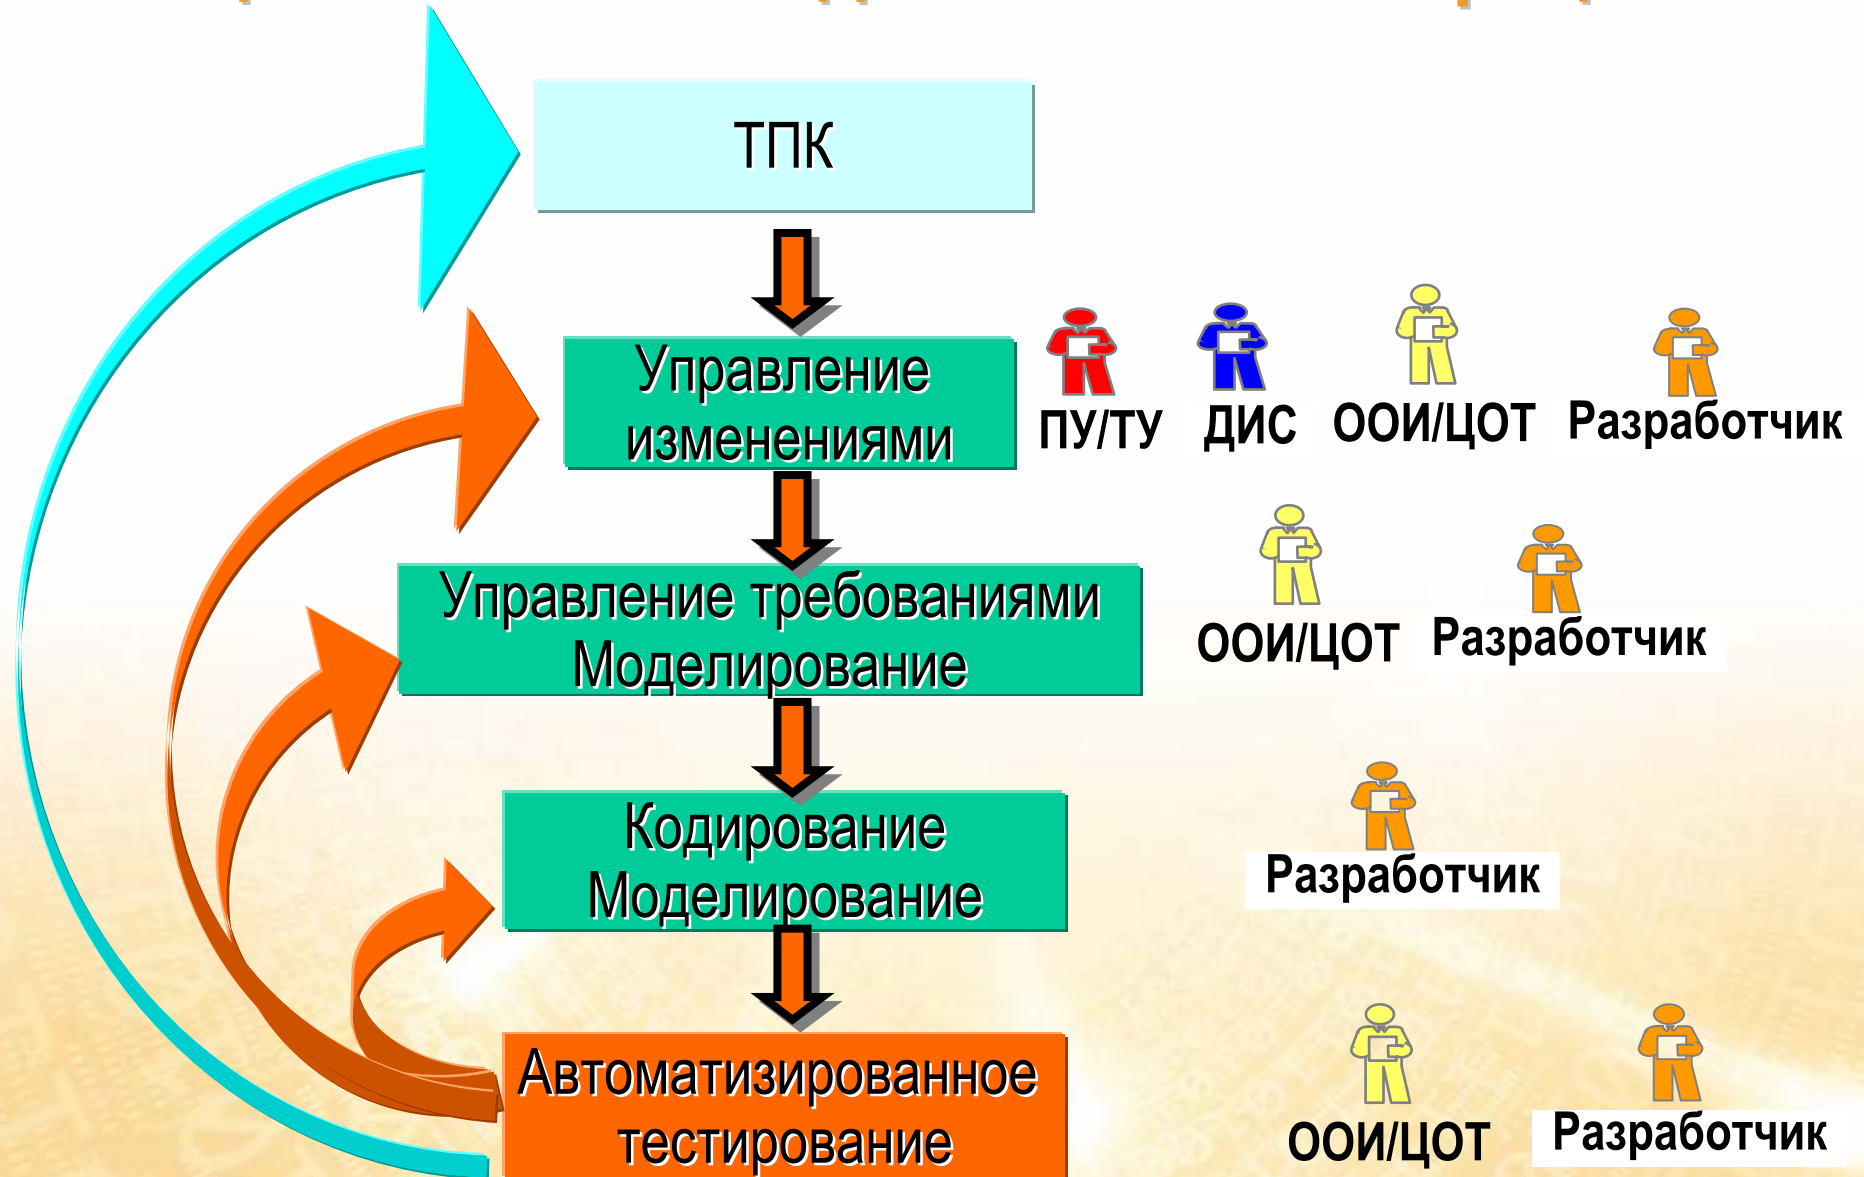 ТПК
Управление
изменениями
ПУ/ТУ ДИС ООИ/ЦОТ Разработчик
Управление требованиями
Моделирование
ООИ/ЦОТ Разработчик
Кодирование
Моделирование
Разработчик
Автоматизированное
тестирование
ООИ/ЦОТ Разработчик